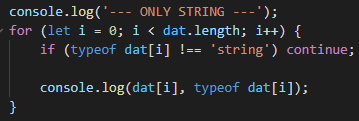 console.log('--- ONLY STRING ---');
for (let i = 0; i < dat.length; i++) {
    if (typeof dat[i] !== 'string') continue;

    console.log(dat[i], typeof dat[i]);
}